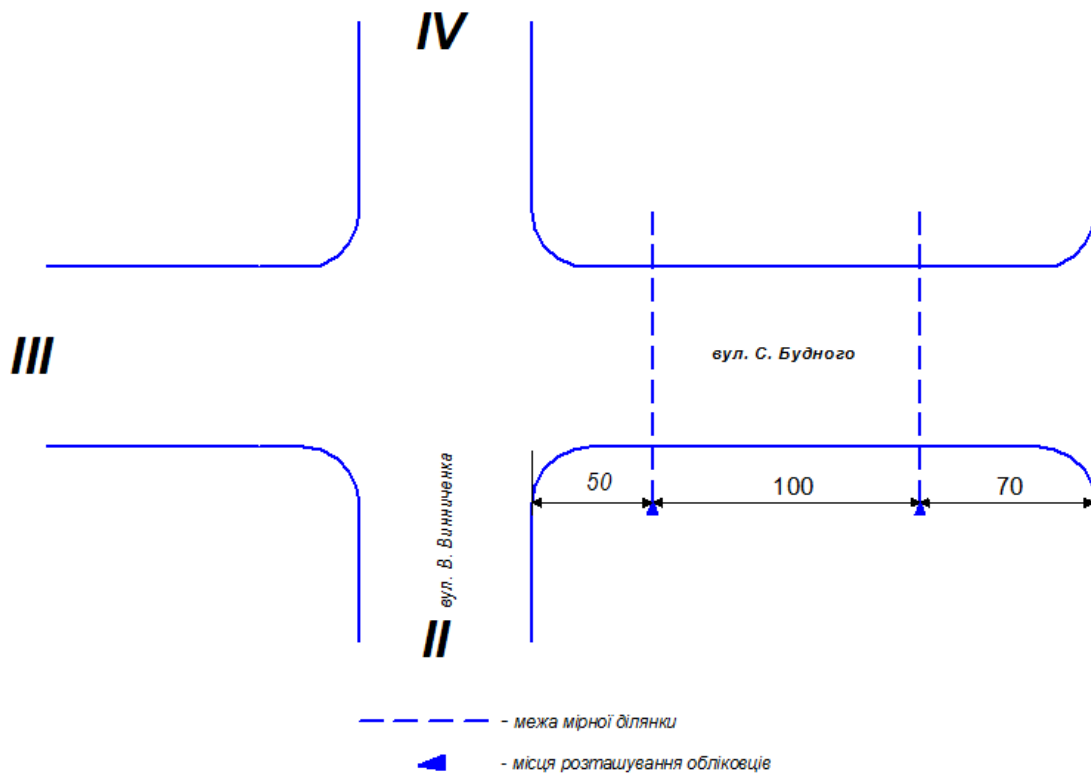 IV
III
вул. С. Будного
вул. В. Винниченка
50
100
70
II
- межа мірної ділянки
- місця розташування обліковців